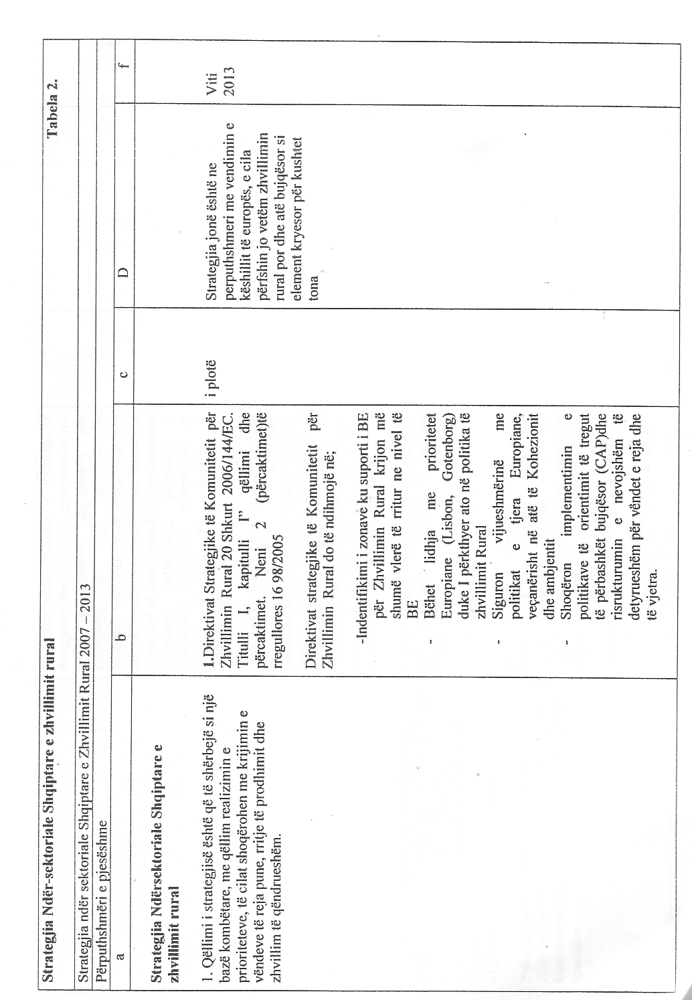 Strategjia Ndër-sektoriale Shqiptare e zhvillimit rural Tabela 2.
Strategjia ndër sektoriale Shqiptare e Zhvillimit Rural 2007 – 2013
Përputhshmëri e pjesëshme
a b c D f
Strategjia Ndërsektoriale Shqiptare e
zhvillimit rural
1. Qëllimi i strategjisë është që të shërbejë si një
bazë kombëtare, me qëllim realizimin e
prioriteteve, të cilat shoqërohen me krijimin e
vëndeve të reja pune, rritje të prodhimit dhe
zhvillim të qëndrueshëm.
1.Direktivat Strategjike të Komunitetit për
Zhvillimin Rural 20 Shkurt 2006/144/EC.
Titulli I, kapitulli I” qëllimi dhe
përcaktimet. Neni 2 (përcaktimet)të
rregullores 16 98/2005
Direktivat strategjike të Komunitetit për
Zhvillimin Rural do të ndihmojë në;
-Indentifikimi i zonave ku suporti i BE
për Zhvillimin Rural krijon më
shumë vlerë të rritur ne nivel të
BE
- Bëhet lidhja me prioritetet
Europiane (Lisbon, Gotenborg)
duke I përkthyer ato në politika të
zhvillimit Rural
- Siguron vijueshmërinë me
politikat e tjera Europiane,
veçanërisht në atë të Kohezionit
dhe ambjentit
- Shoqëron implementimin e
politikave të orientimit të tregut
të përbashkët bujqësor (CAP)dhe
risrukturumin e nevojshëm të
detyrueshëm për vëndet e reja dhe
të vjetra.
i plotë
Strategjia jonë është ne
perputhshmeri me vendimin e
këshillit të europës, e cila
përfshin jo vetëm zhvillimin
rural por dhe atë bujqësor si
element kryesor për kushtet
tona
Viti
2013